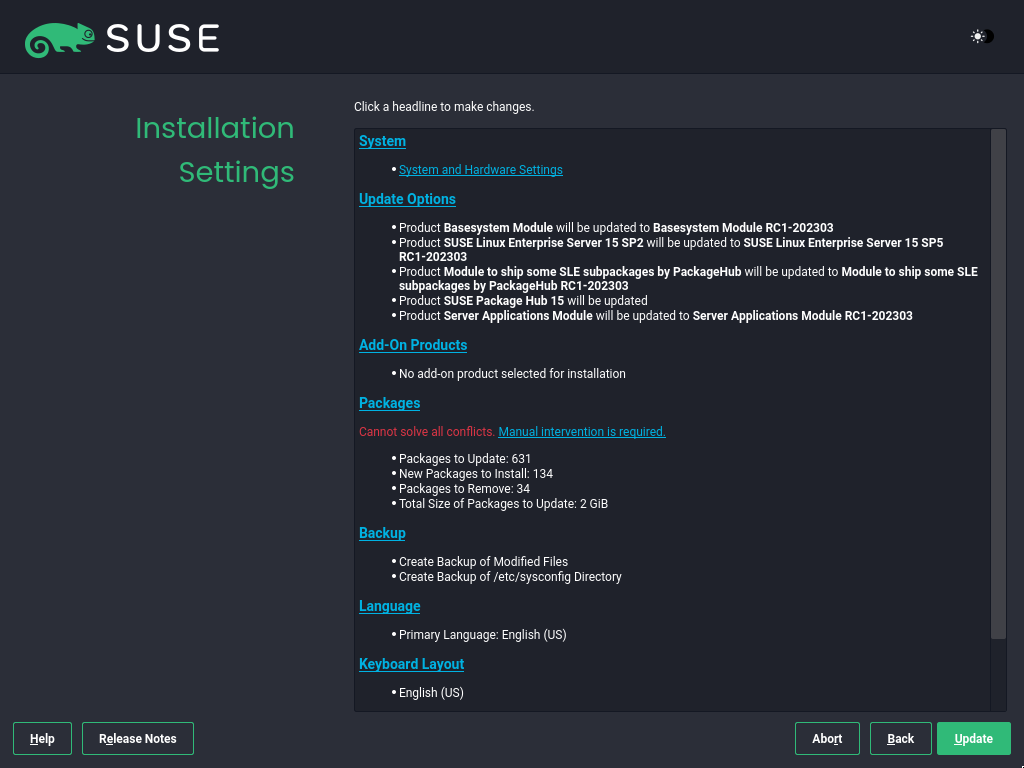 SUSE
Installation
Settings
Click a headline to make changes.
System
• System and Hardware Settings
Update Options
• Product Basesystem Module will be updated to Basesystem Module RC1-202303
• Product SUSE Linux Enterprise Server 15 SP2 will be updated to SUSE Linux Enterprise Server 15 SP5
RC1-202303
• Product Module to ship some SLE subpackages by PackageHub will be updated to Module to ship some SLE
subpackages by PackageHub RC1-202303
• Product SUSE Package Hub 15 will be updated
• Product Server Applications Module will be updated to Server Applications Module RC1-202303
Add-On Products
• No add-on product selected for installation
Packages
Cannot solve all conflicts. Manual intervention is required.
• Packages to Update: 631
• New Packages to Install: 134
• Packages to Remove: 34
• Total Size of Packages to Update: 2 GiB
Backup
• Create Backup of Modified Files
• Create Backup of /etc/sysconfig Directory
Language
• Primary Language: English (US)
Keyboard Layout
• English (US)
Help Release Notes Abort Back Update